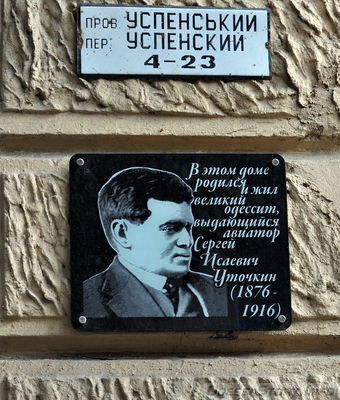 ПРОВ. УСПЕНСЬКИЙ
ПЕР. УСПЕНСКИЙ
4-23
В этом доме
родился
и жил
великий
одессит,
выдающийся
авиатор
Сергей
Исаевич
Уточкин
(1876-
1916)